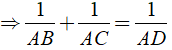 ⇒ 1/AB + 1/AC = 1/AD